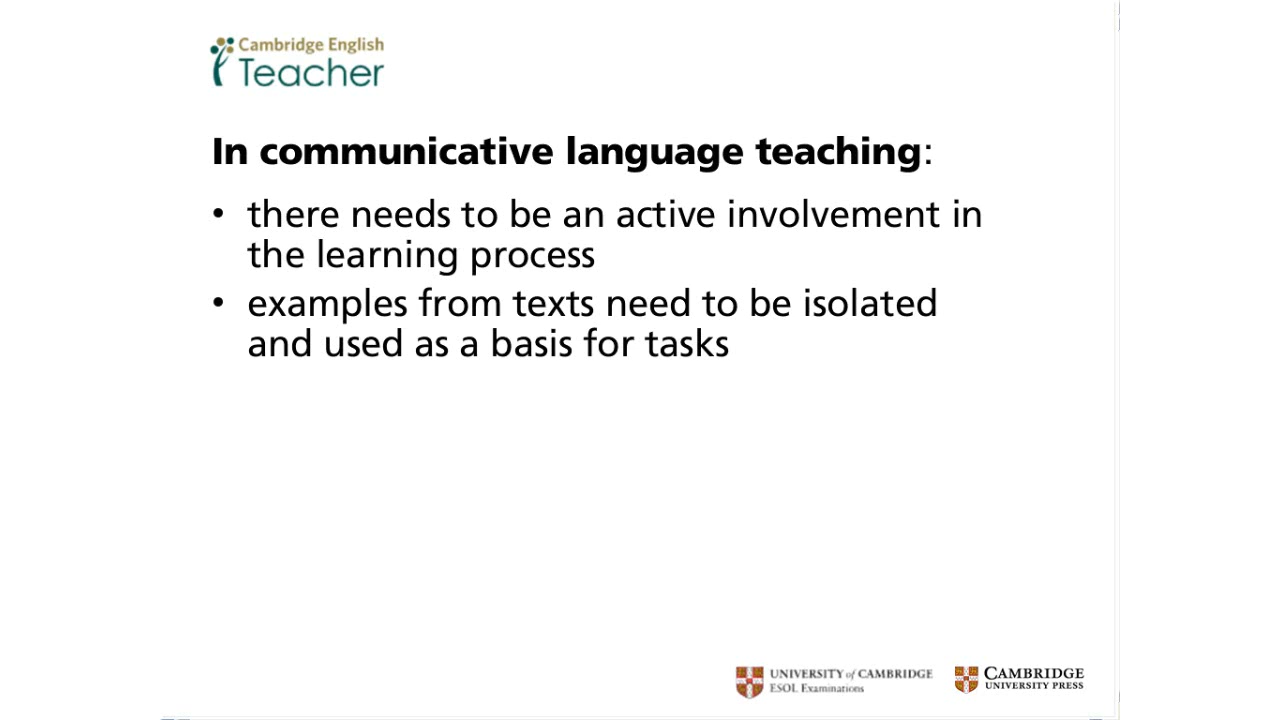 Cambridge English
Teacher
In communicative language teaching:
• there needs to be an active involvement in
the learning process
• examples from texts need to be isolated
and used as a basis for tasks
UNIVERSITY of CAMBRIDGE
ESOL Examinations
CAMBRIDGE
UNIVERSITY PRESS